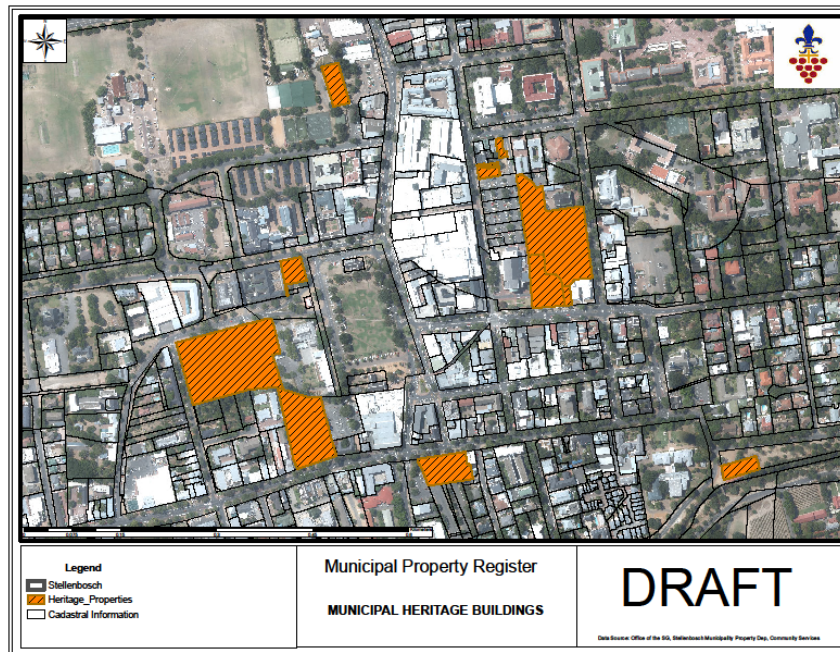 Legend
Stellenbosch
Heritage_Properties
Cadastral Information
Municipal Property Register
MUNICIPAL HERITAGE BUILDINGS
DRAFT
Data Source: Office of the SG, Stellenbosch Municipality Property Dep, Community Services